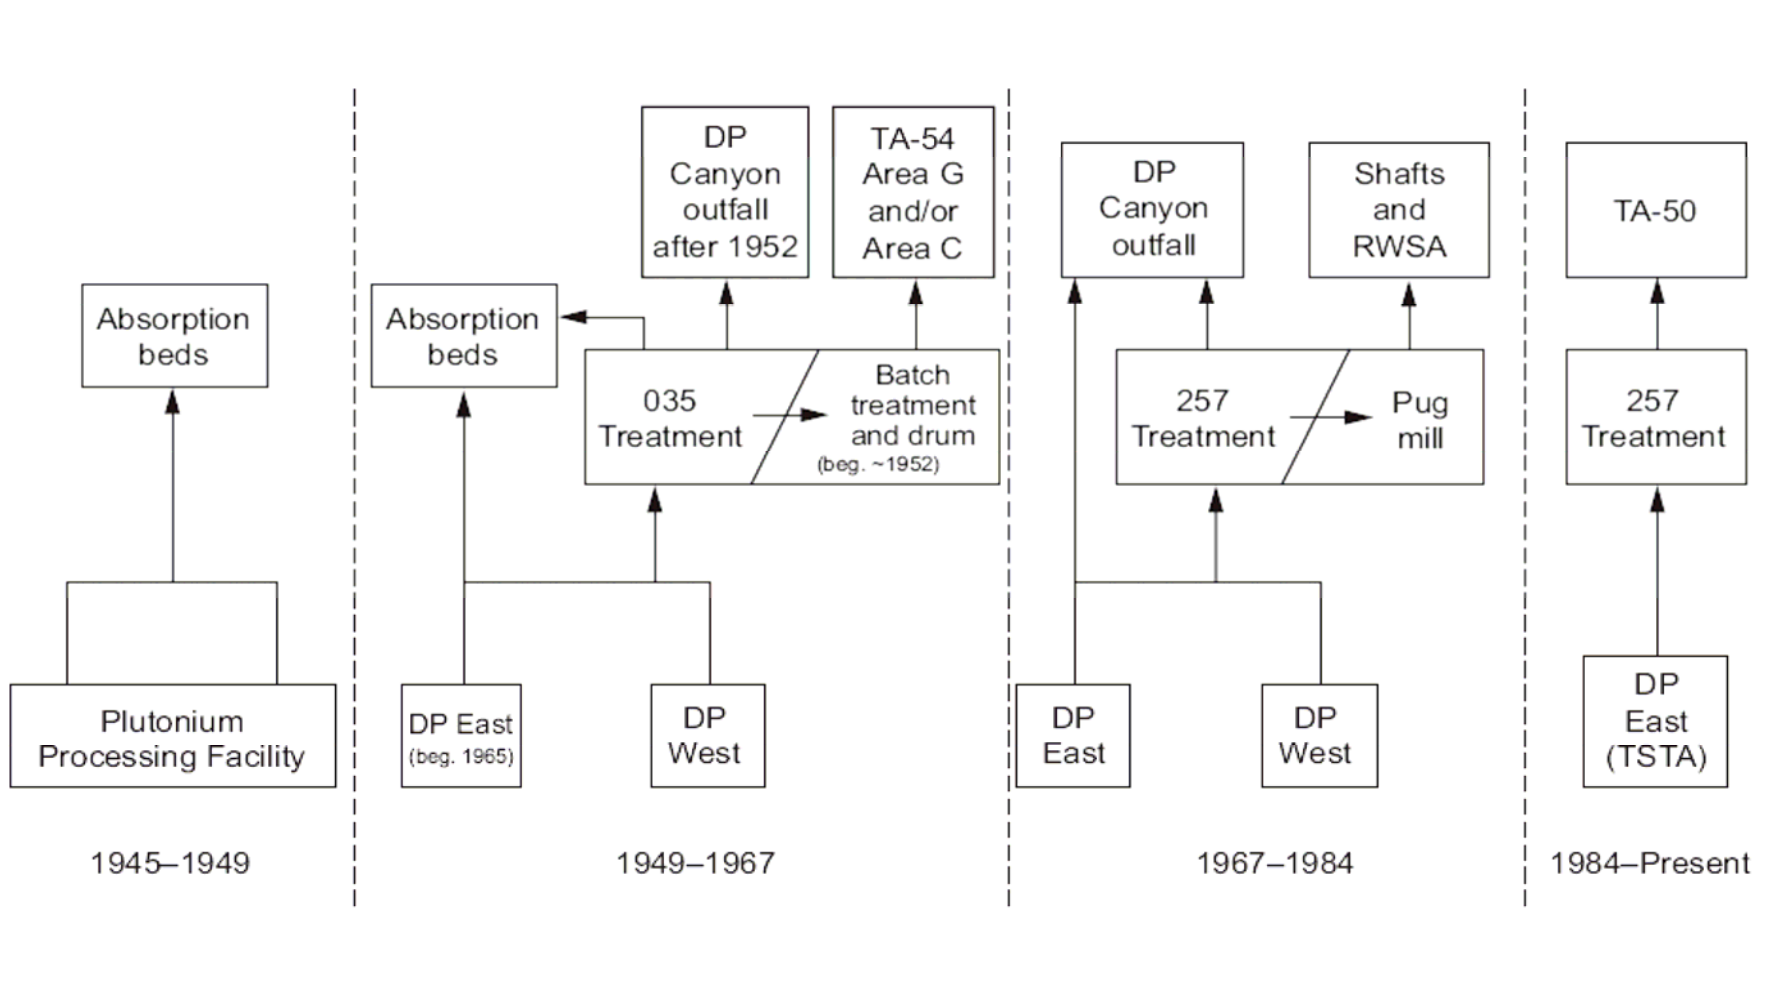 Absorption
beds
Plutonium
Processing Facility
1945–1949
DP
Canyon
outfall
after 1952
TA-54
Area G
and/or
Area C
Absorption
beds
035
Treatment
Batch
treatment
and drum
(beg. ~1952)
DP East
(beg. 1965)
DP
West
1949–1967
DP
Canyon
outfall
Shafts
and
RWSA
257
Treatment
Pug
mill
DP
East
DP
West
1967–1984
TA-50
257
Treatment
DP
East
(TSTA)
1984–Present